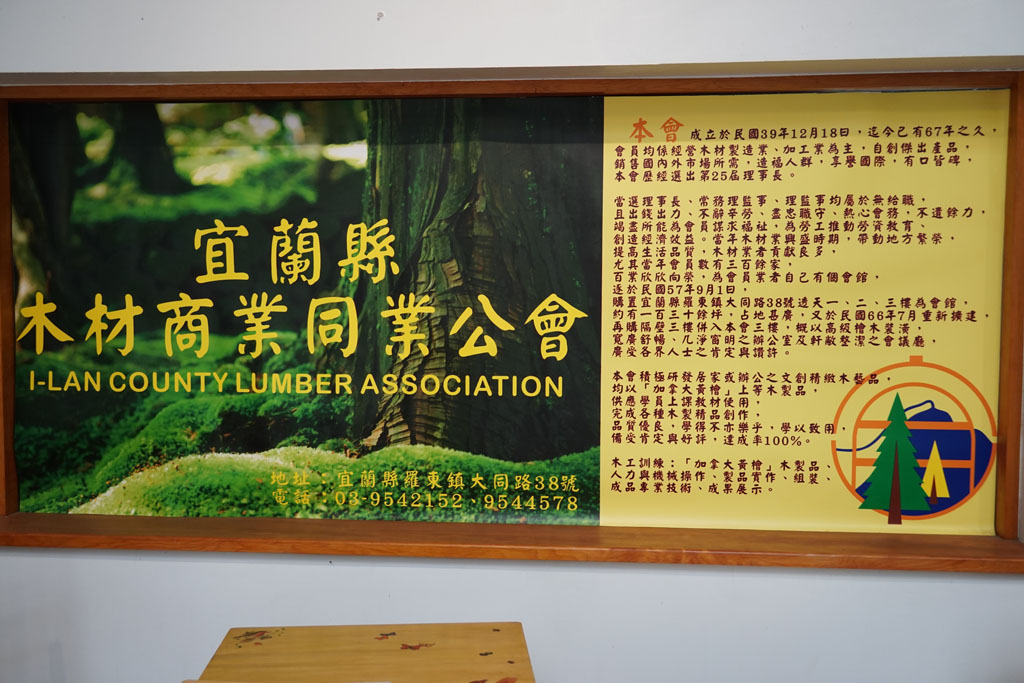 宜蘭縣
木材商業同業公會
I-LAN COUNTY LUMBER ASSOCIATION
地址：宜蘭縣羅東鎮大同路38號
電話：03-9542152、9544578
本會成立於民國39年12月18日，迄今已有67年之久，
會員均係經營木材製造業、加工業為主，自創傑出產品，
銷售國內外市場所需，造福人群，享譽國際，有口皆碑，
本會歷經選出第25屆理事長。
當選理事長、常務理監事、理監事均屬於無給職，
且出錢出力、不辭辛勞、盡忠職守、熱心會務，不遺餘力，
竭盡所能為會員謀求福祉，為勞工推動勞資教育、
創造經濟效益。當年木材業興盛時期，帶動地方繁榮，
提高生活品質，木材業者貢獻良多，
尤其當年會員數有三百餘家，
百業欣欣向榮，為會員業者自己有個會館，
遂於民國57年9月1日，
購置宜蘭縣羅東鎮大同路38號透天一、二、三樓為會館，
約有一百三十餘坪，占地甚廣，又於民國66年7月重新擴建，
再購隔壁三樓併入本會三樓，概以高級檜木裝潢，
寬廣舒暢、几淨窗明之辦公室及軒敞整潔之會議廳，
廣受各界人士之肯定與讚許。
本會積極研發居家或辦公之文創精緻木藝品，
均以「加拿大黃檜」上等木製品，
供應學員上課教材使用，
完成各種木製精品創作，
品質優良，學得不亦樂乎，學以致用，
備受肯定與好評，達成率100%。
木工訓練：「加拿大黃檜」木製品、
人力與機械操作、製品實作、組裝、
成品專業技術、成果展示。